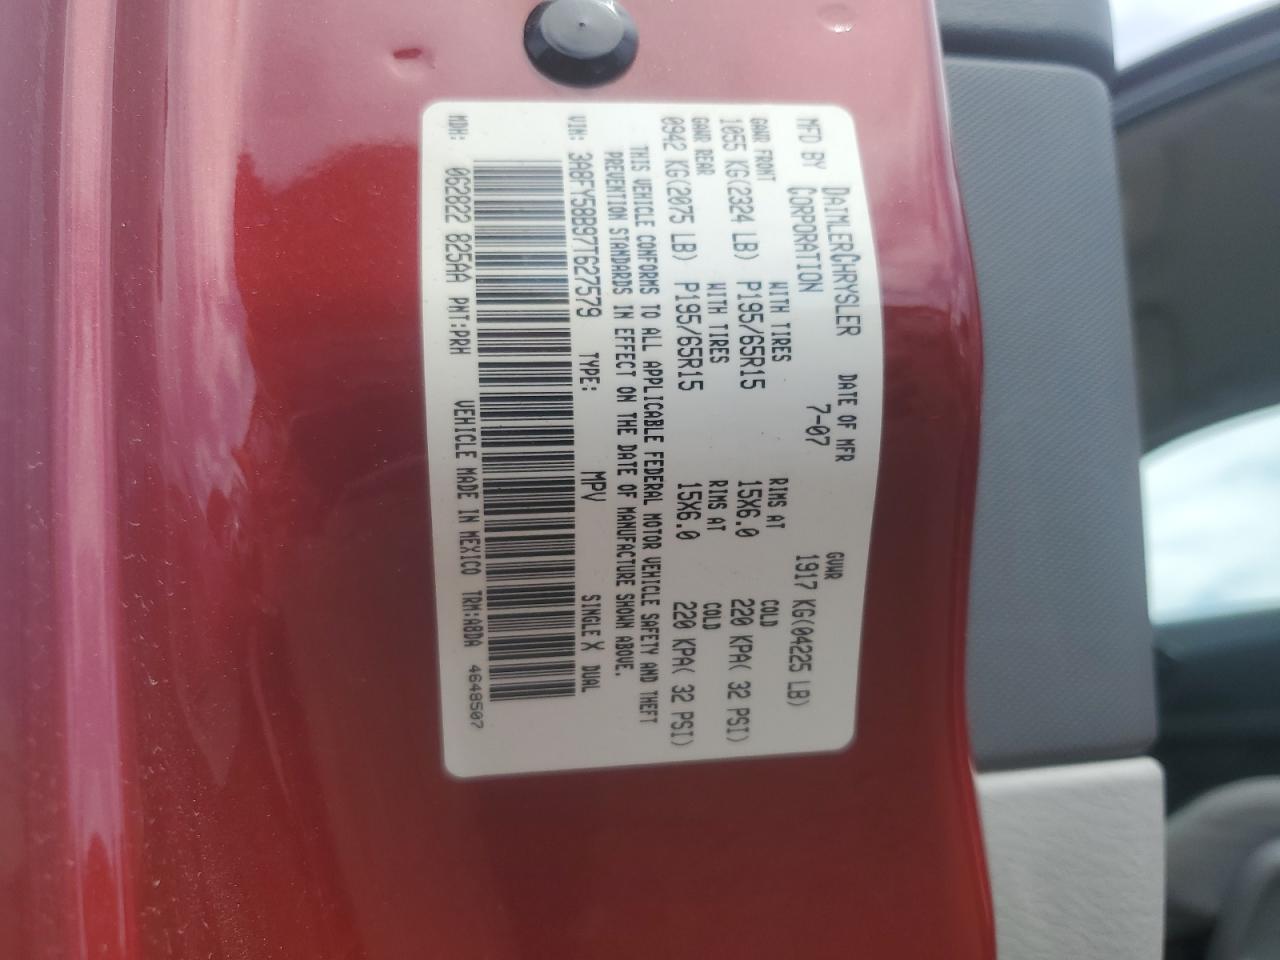 MFD BY DAIMLERCHRYSLER CORPORATION DATE OF MFR 7-07 GVWR 1917 KG(04225 LB)
GAWR FRONT WITH TIRES RIMS AT COLD
1055 KG(2324 LB) P195/65R15 15X6.0 220 KPA( 32 PSI)
GAWR REAR WITH TIRES RIMS AT COLD
0942 KG(2075 LB) P195/65R15 15X6.0 220 KPA( 32 PSI)
THIS VEHICLE CONFORMS TO ALL APPLICABLE FEDERAL MOTOR VEHICLE SAFETY AND THEFT
PREVENTION STANDARDS IN EFFECT ON THE DATE OF MANUFACTURE SHOWN ABOVE.
VIN: 3A8FY58B97T627579 TYPE: MPV SINGLE X DUAL
MDH: 062822 825AA PNT:PRH VEHICLE MADE IN MEXICO TRM:A8DA 4648507